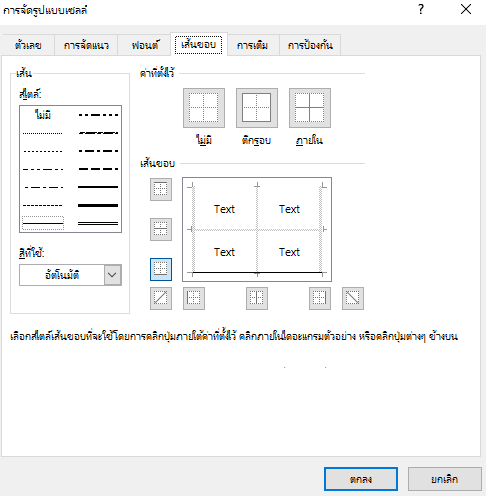 การจัดรูปแบบเซลล์
ตัวเลข การจัดแนว ฟอนต์ เส้นขอบ การเติม การป้องกัน
เส้น
สไตล์:
ไม่มี
สีที่ใช้:
อัตโนมัติ
ค่าที่ตั้งไว้
ไม่มี ตีกรอบ ภายใน
เส้นขอบ
Text Text
Text Text
เลือกสไตล์เส้นขอบที่จะใช้โดยการคลิกปุ่มภายใต้ค่าที่ตั้งไว้ คลิกภายในไดอะแกรมตัวอย่าง หรือคลิกปุ่มต่างๆ ข้างบน
ตกลง ยกเลิก